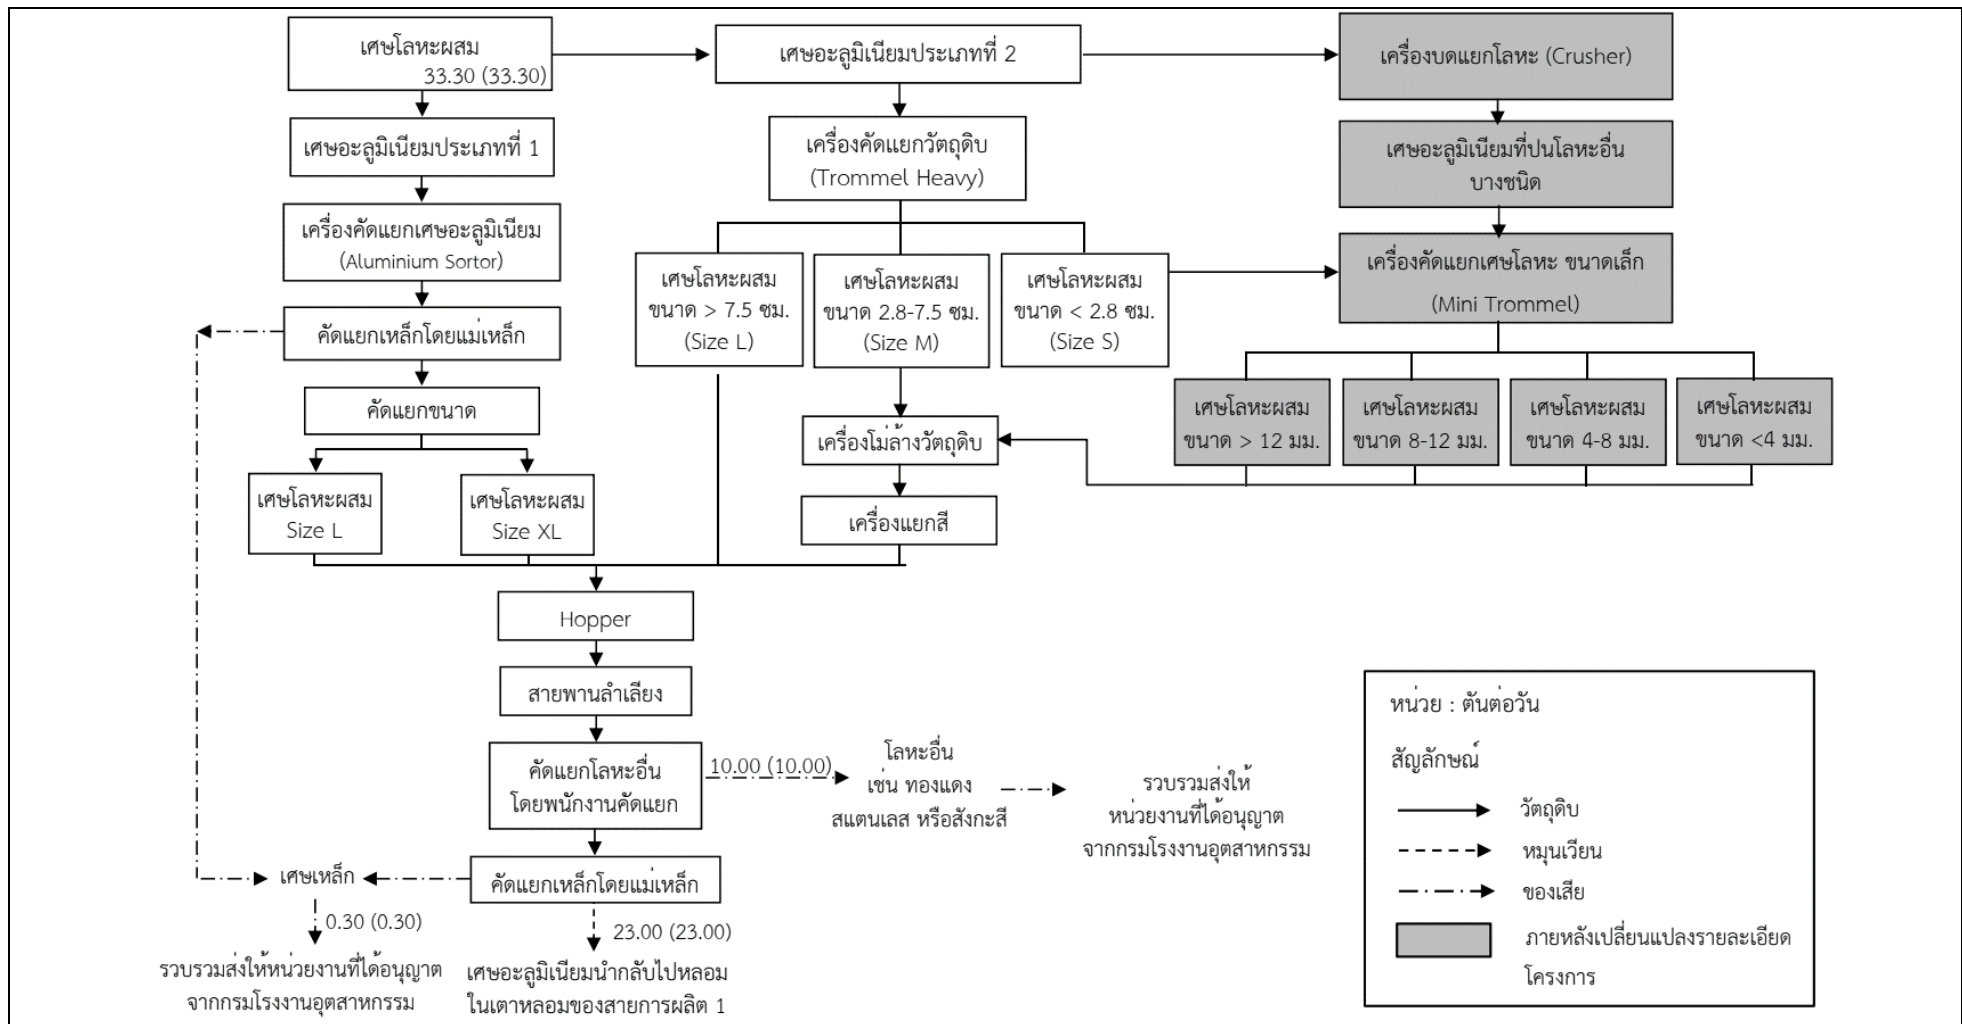 เศษโลหะผสม
33.30 (33.30)
เศษอะลูมิเนียมประเภทที่ 2
เครื่องบดแยกโลหะ (Crusher)
เศษอะลูมิเนียมประเภทที่ 1
เครื่องคัดแยกวัตถุดิบ
(Trommel Heavy)
เศษอะลูมิเนียมที่ปนโลหะอื่น
บางชนิด
เครื่องคัดแยกเศษอะลูมิเนียม
(Aluminium Sortor)
เศษโลหะผสม
ขนาด > 7.5 ซม.
(Size L)
เศษโลหะผสม
ขนาด 2.8-7.5 ซม.
(Size M)
เศษโลหะผสม
ขนาด < 2.8 ซม.
(Size S)
เครื่องคัดแยกเศษโลหะ ขนาดเล็ก
(Mini Trommel)
คัดแยกเหล็กโดยแม่เหล็ก
คัดแยกขนาด
เศษโลหะผสม
ขนาด > 12 มม.
เศษโลหะผสม
ขนาด 8-12 มม.
เศษโลหะผสม
ขนาด 4-8 มม.
เศษโลหะผสม
ขนาด <4 มม.
เครื่องโม่ล้างวัตถุดิบ
เศษโลหะผสม
Size L
เศษโลหะผสม
Size XL
เครื่องแยกสี
Hopper
สายพานลำเลียง
คัดแยกโลหะอื่น
โดยพนักงานคัดแยก
10.00 (10.00)
โลหะอื่น
เช่น ทองแดง
สแตนเลส หรือสังกะสี
รวบรวมส่งให้
หน่วยงานที่ได้อนุญาต
จากกรมโรงงานอุตสาหกรรม
เศษเหล็ก
คัดแยกเหล็กโดยแม่เหล็ก
0.30 (0.30)
23.00 (23.00)
รวบรวมส่งให้หน่วยงานที่ได้อนุญาต
จากกรมโรงงานอุตสาหกรรม
เศษอะลูมิเนียมนำกลับไปหลอม
ในเตาหลอมของสายการผลิต 1
หน่วย : ตันต่อวัน
สัญลักษณ์
วัตถุดิบ
หมุนเวียน
ของเสีย
ภายหลังเปลี่ยนแปลงรายละเอียด
โครงการ